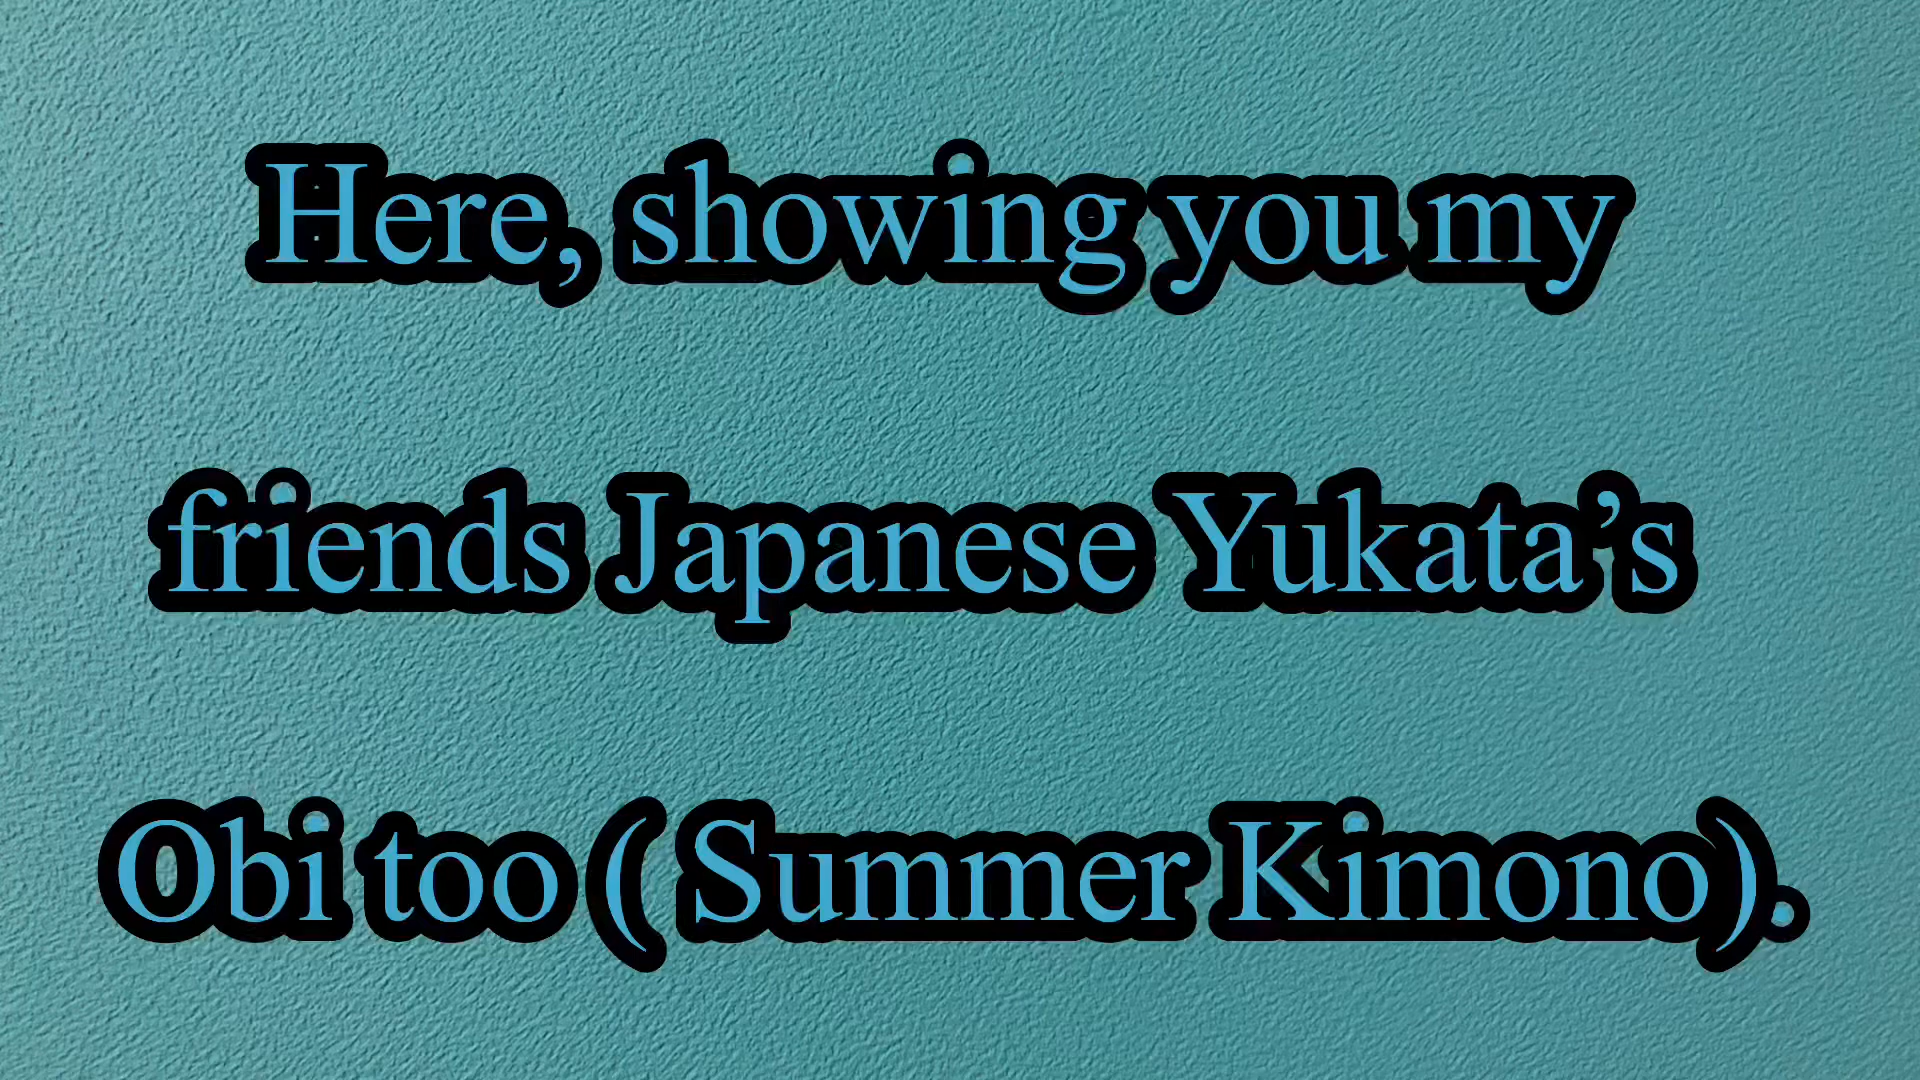 Here, showing you my
friends Japanese Yukata’s
Obi too ( Summer Kimono).